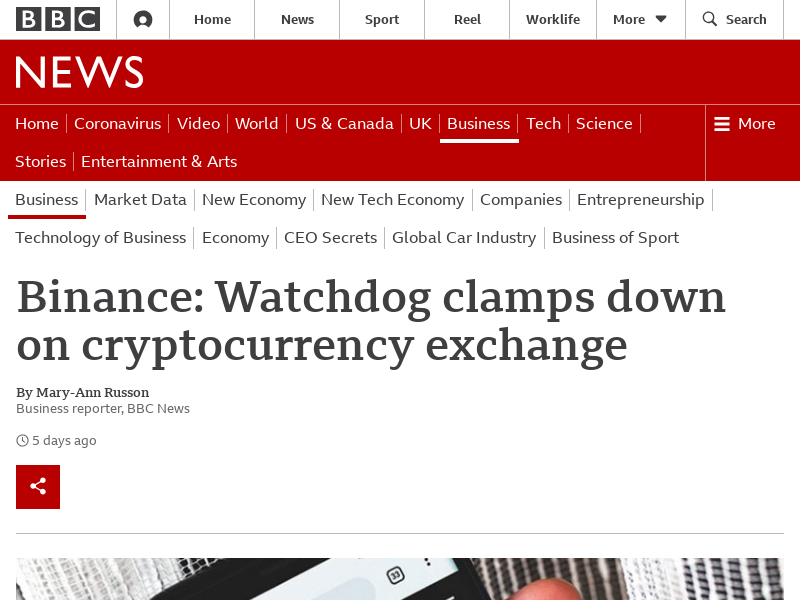 BBC Home News Sport Reel Worklife More Search
NEWS
Home Coronavirus Video World US & Canada UK Business Tech Science More
Stories Entertainment & Arts
Business Market Data New Economy New Tech Economy Companies Entrepreneurship
Technology of Business Economy CEO Secrets Global Car Industry Business of Sport
Binance: Watchdog clamps down
on cryptocurrency exchange
By Mary-Ann Russon
Business reporter, BBC News
5 days ago
33